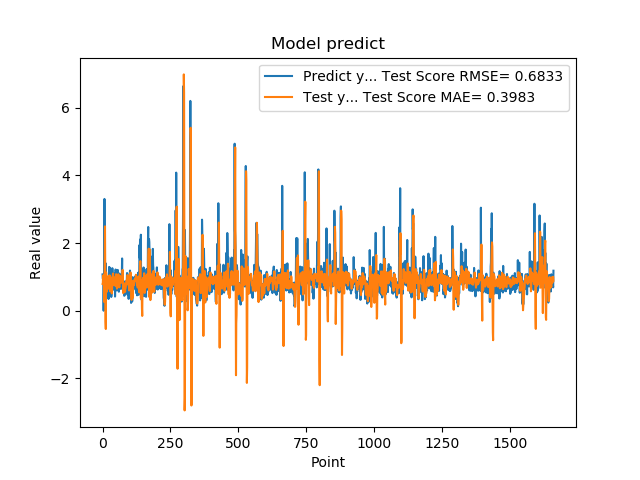 Model predict
Predict y... Test Score RMSE= 0.6833
Test y... Test Score MAE= 0.3983
Real value
6
4
2
0
−2
0 250 500 750 1000 1250 1500
Point